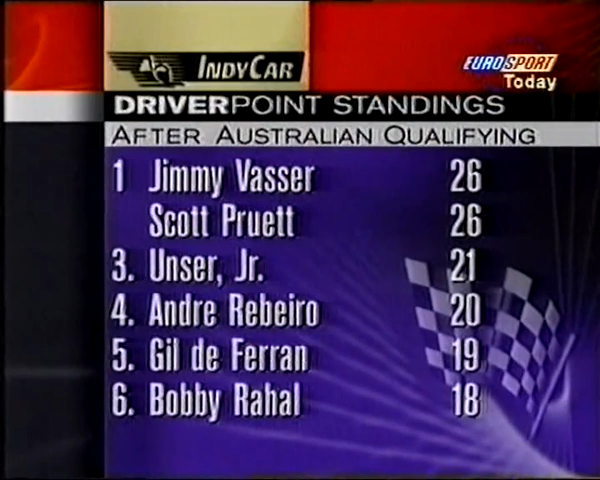 INDYCAR
EUROSPORT
Today
DRIVERPOINT STANDINGS
AFTER AUSTRALIAN QUALIFYING
1 Jimmy Vasser 26
Scott Pruett 26
3. Unser, Jr. 21
4. Andre Rebeiro 20
5. Gil de Ferran 19
6. Bobby Rahal 18